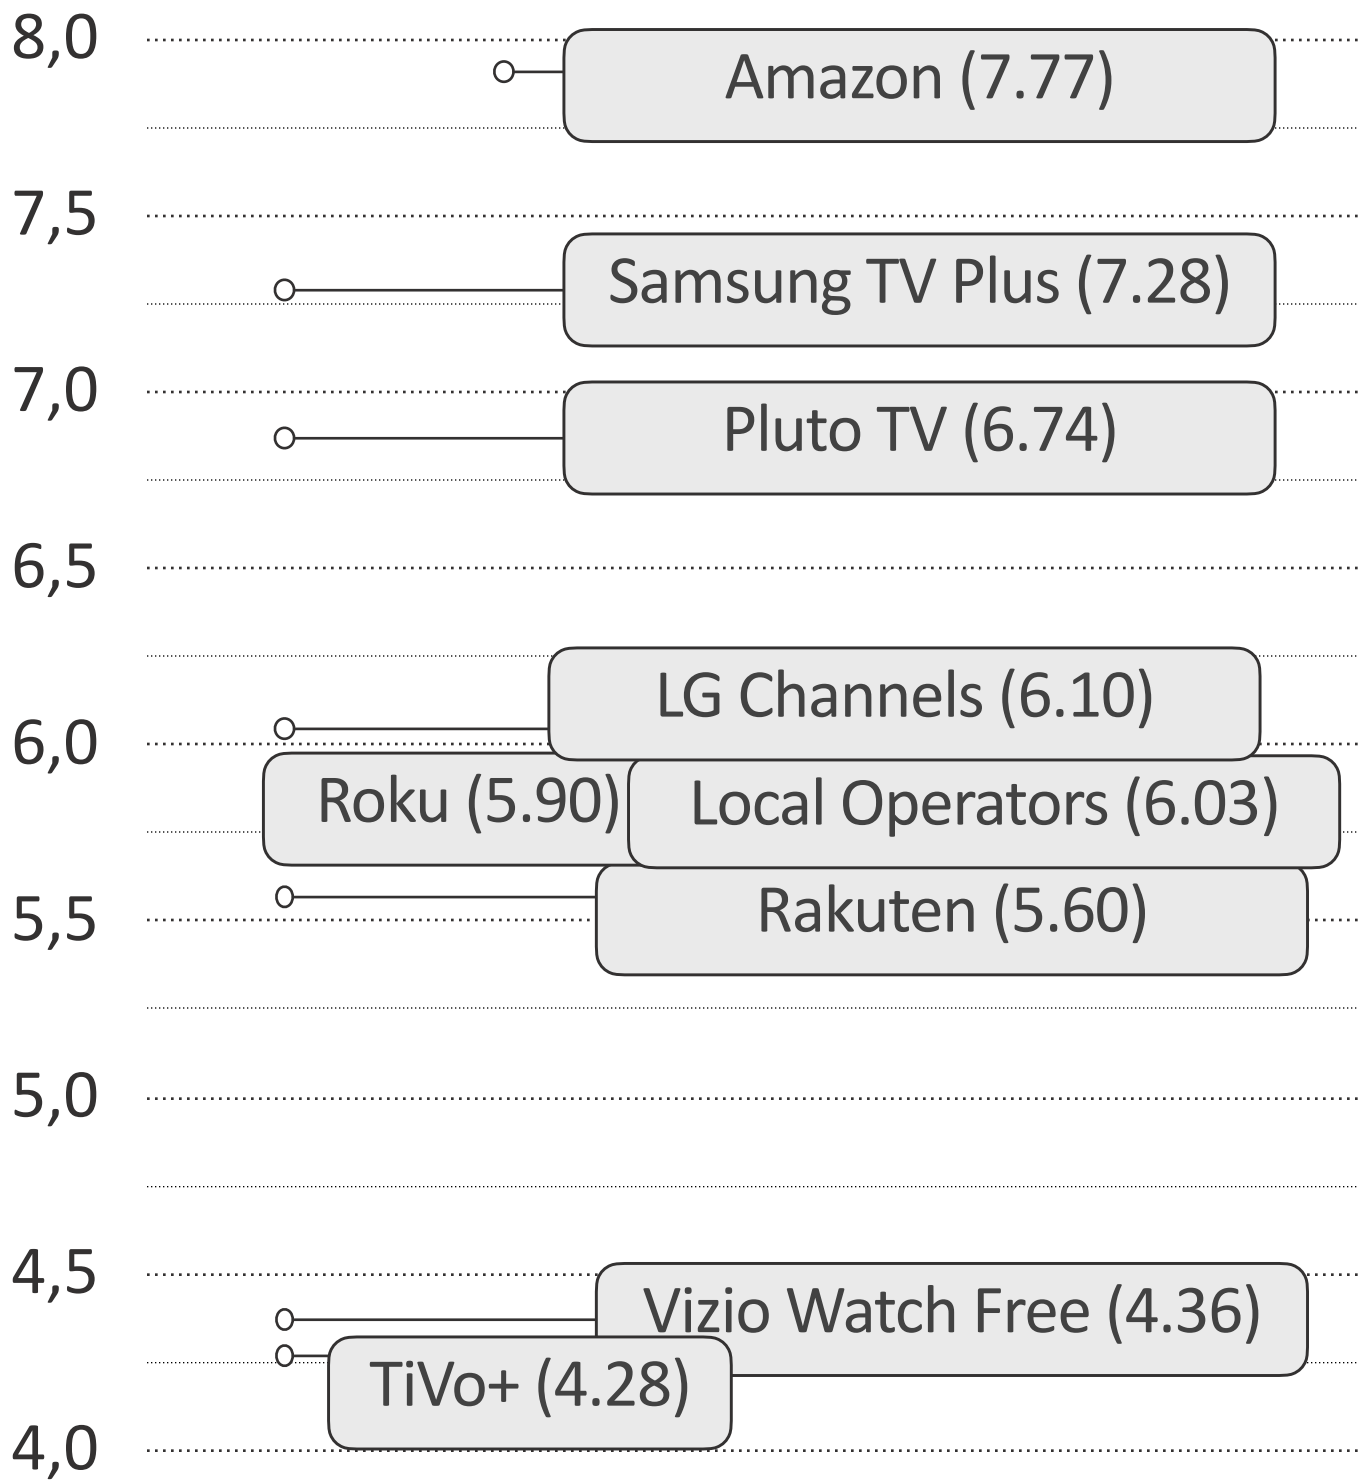 8,0
Amazon (7.77)
7,5
Samsung TV Plus (7.28)
7,0
Pluto TV (6.74)
6,5
LG Channels (6.10)
6,0
Roku (5.90)
Local Operators (6.03)
5,5
Rakuten (5.60)
5,0
4,5
Vizio Watch Free (4.36)
TiVo+ (4.28)
4,0